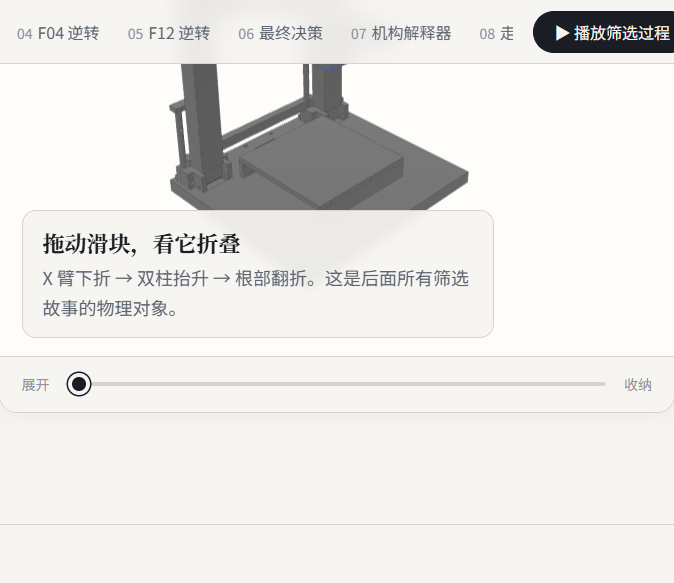 04 F04 逆转 05 F12 逆转 06 最终决策 07 机构解释器 08 走
▶ 播放筛选过程
拖动滑块，看它折叠
X 臂下折 → 双柱抬升 → 根部翻折。这是后面所有筛选
故事的物理对象。
展开
收纳